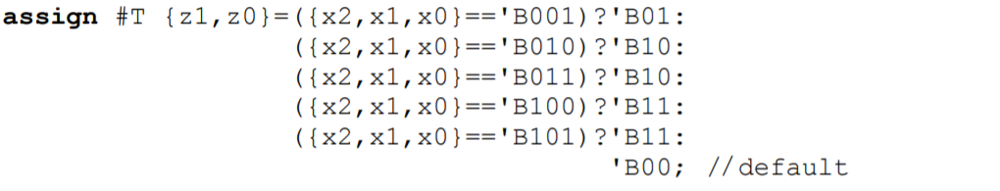 assign #T {z1,z0}=({x2,x1,x0}=='B001)?'B01:
({x2,x1,x0}=='B010)?'B10:
({x2,x1,x0}=='B011)?'B10:
({x2,x1,x0}=='B100)?'B11:
({x2,x1,x0}=='B101)?'B11:
'B00; //default